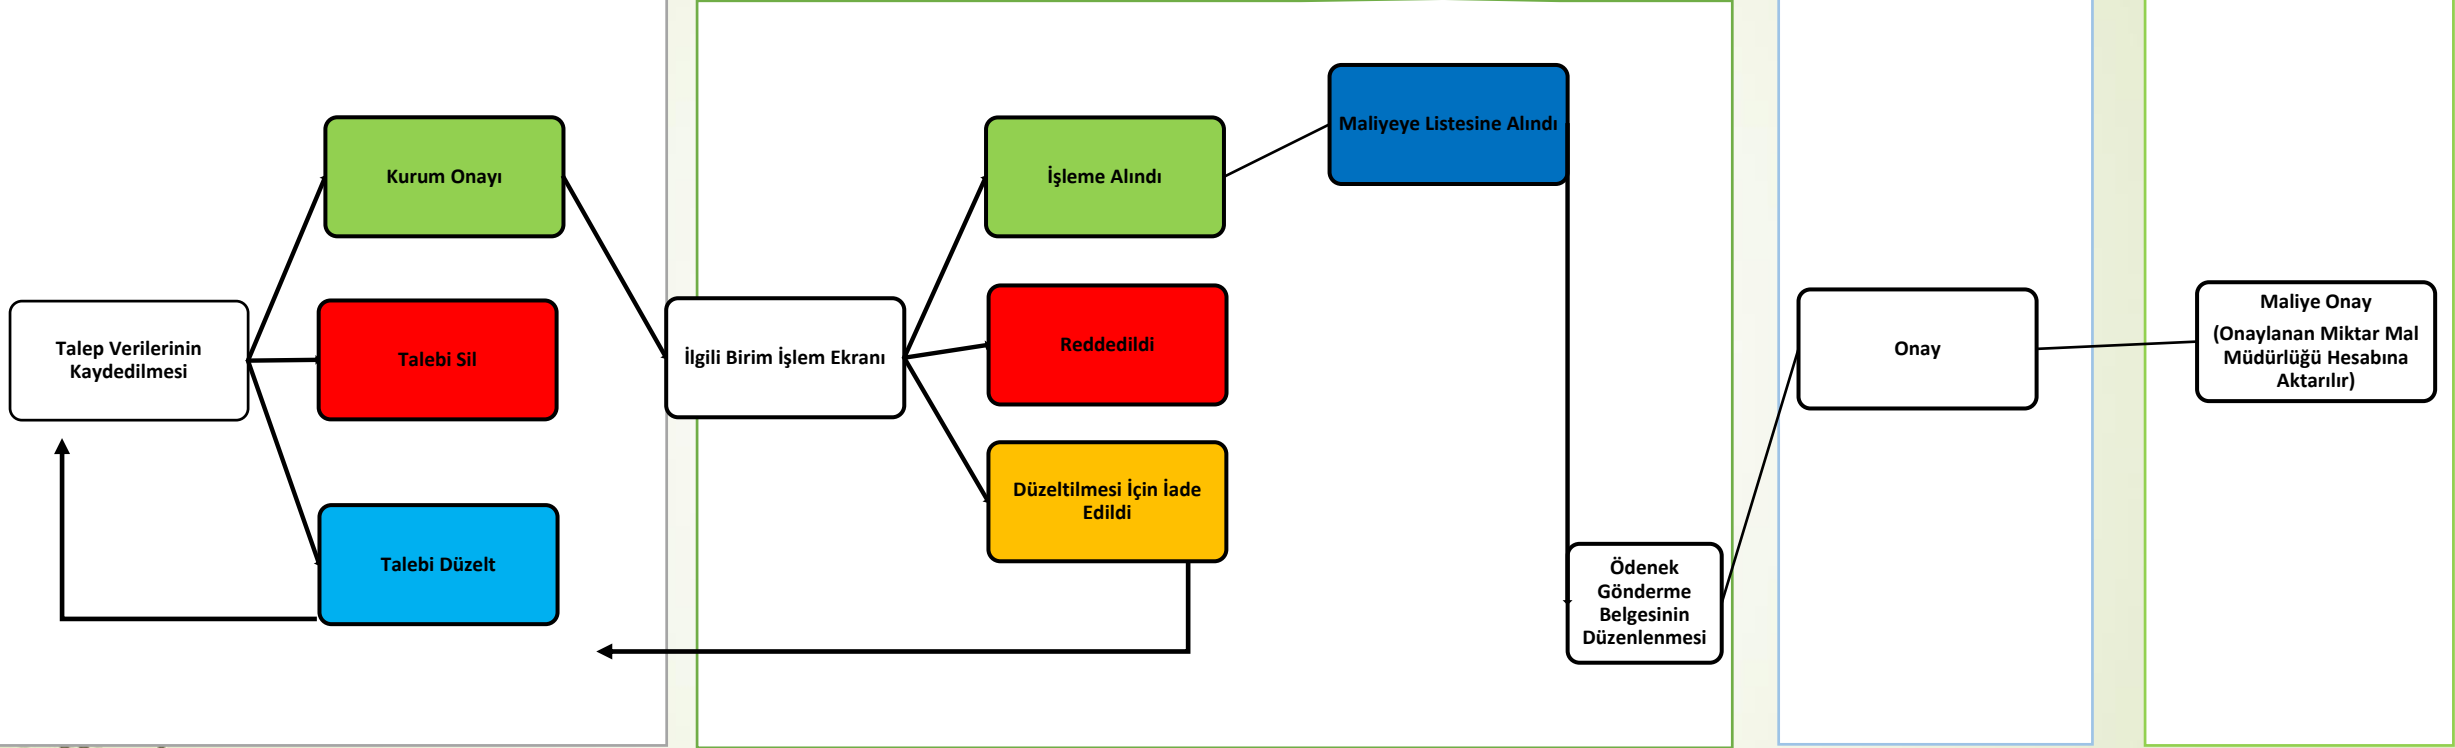 Talep Verilerinin
Kaydedilmesi
Kurum Onayı
Talebi Sil
Talebi Düzelt
İlgili Birim İşlem Ekranı
İşleme Alındı
Reddedildi
Düzeltilmesi İçin İade
Edildi
Maliyeye Listesine Alındı
Ödenek
Gönderme
Belgesinin
Düzenlenmesi
Onay
Maliye Onay
(Onaylanan Miktar Mal
Müdürlüğü Hesabına
Aktarılır)